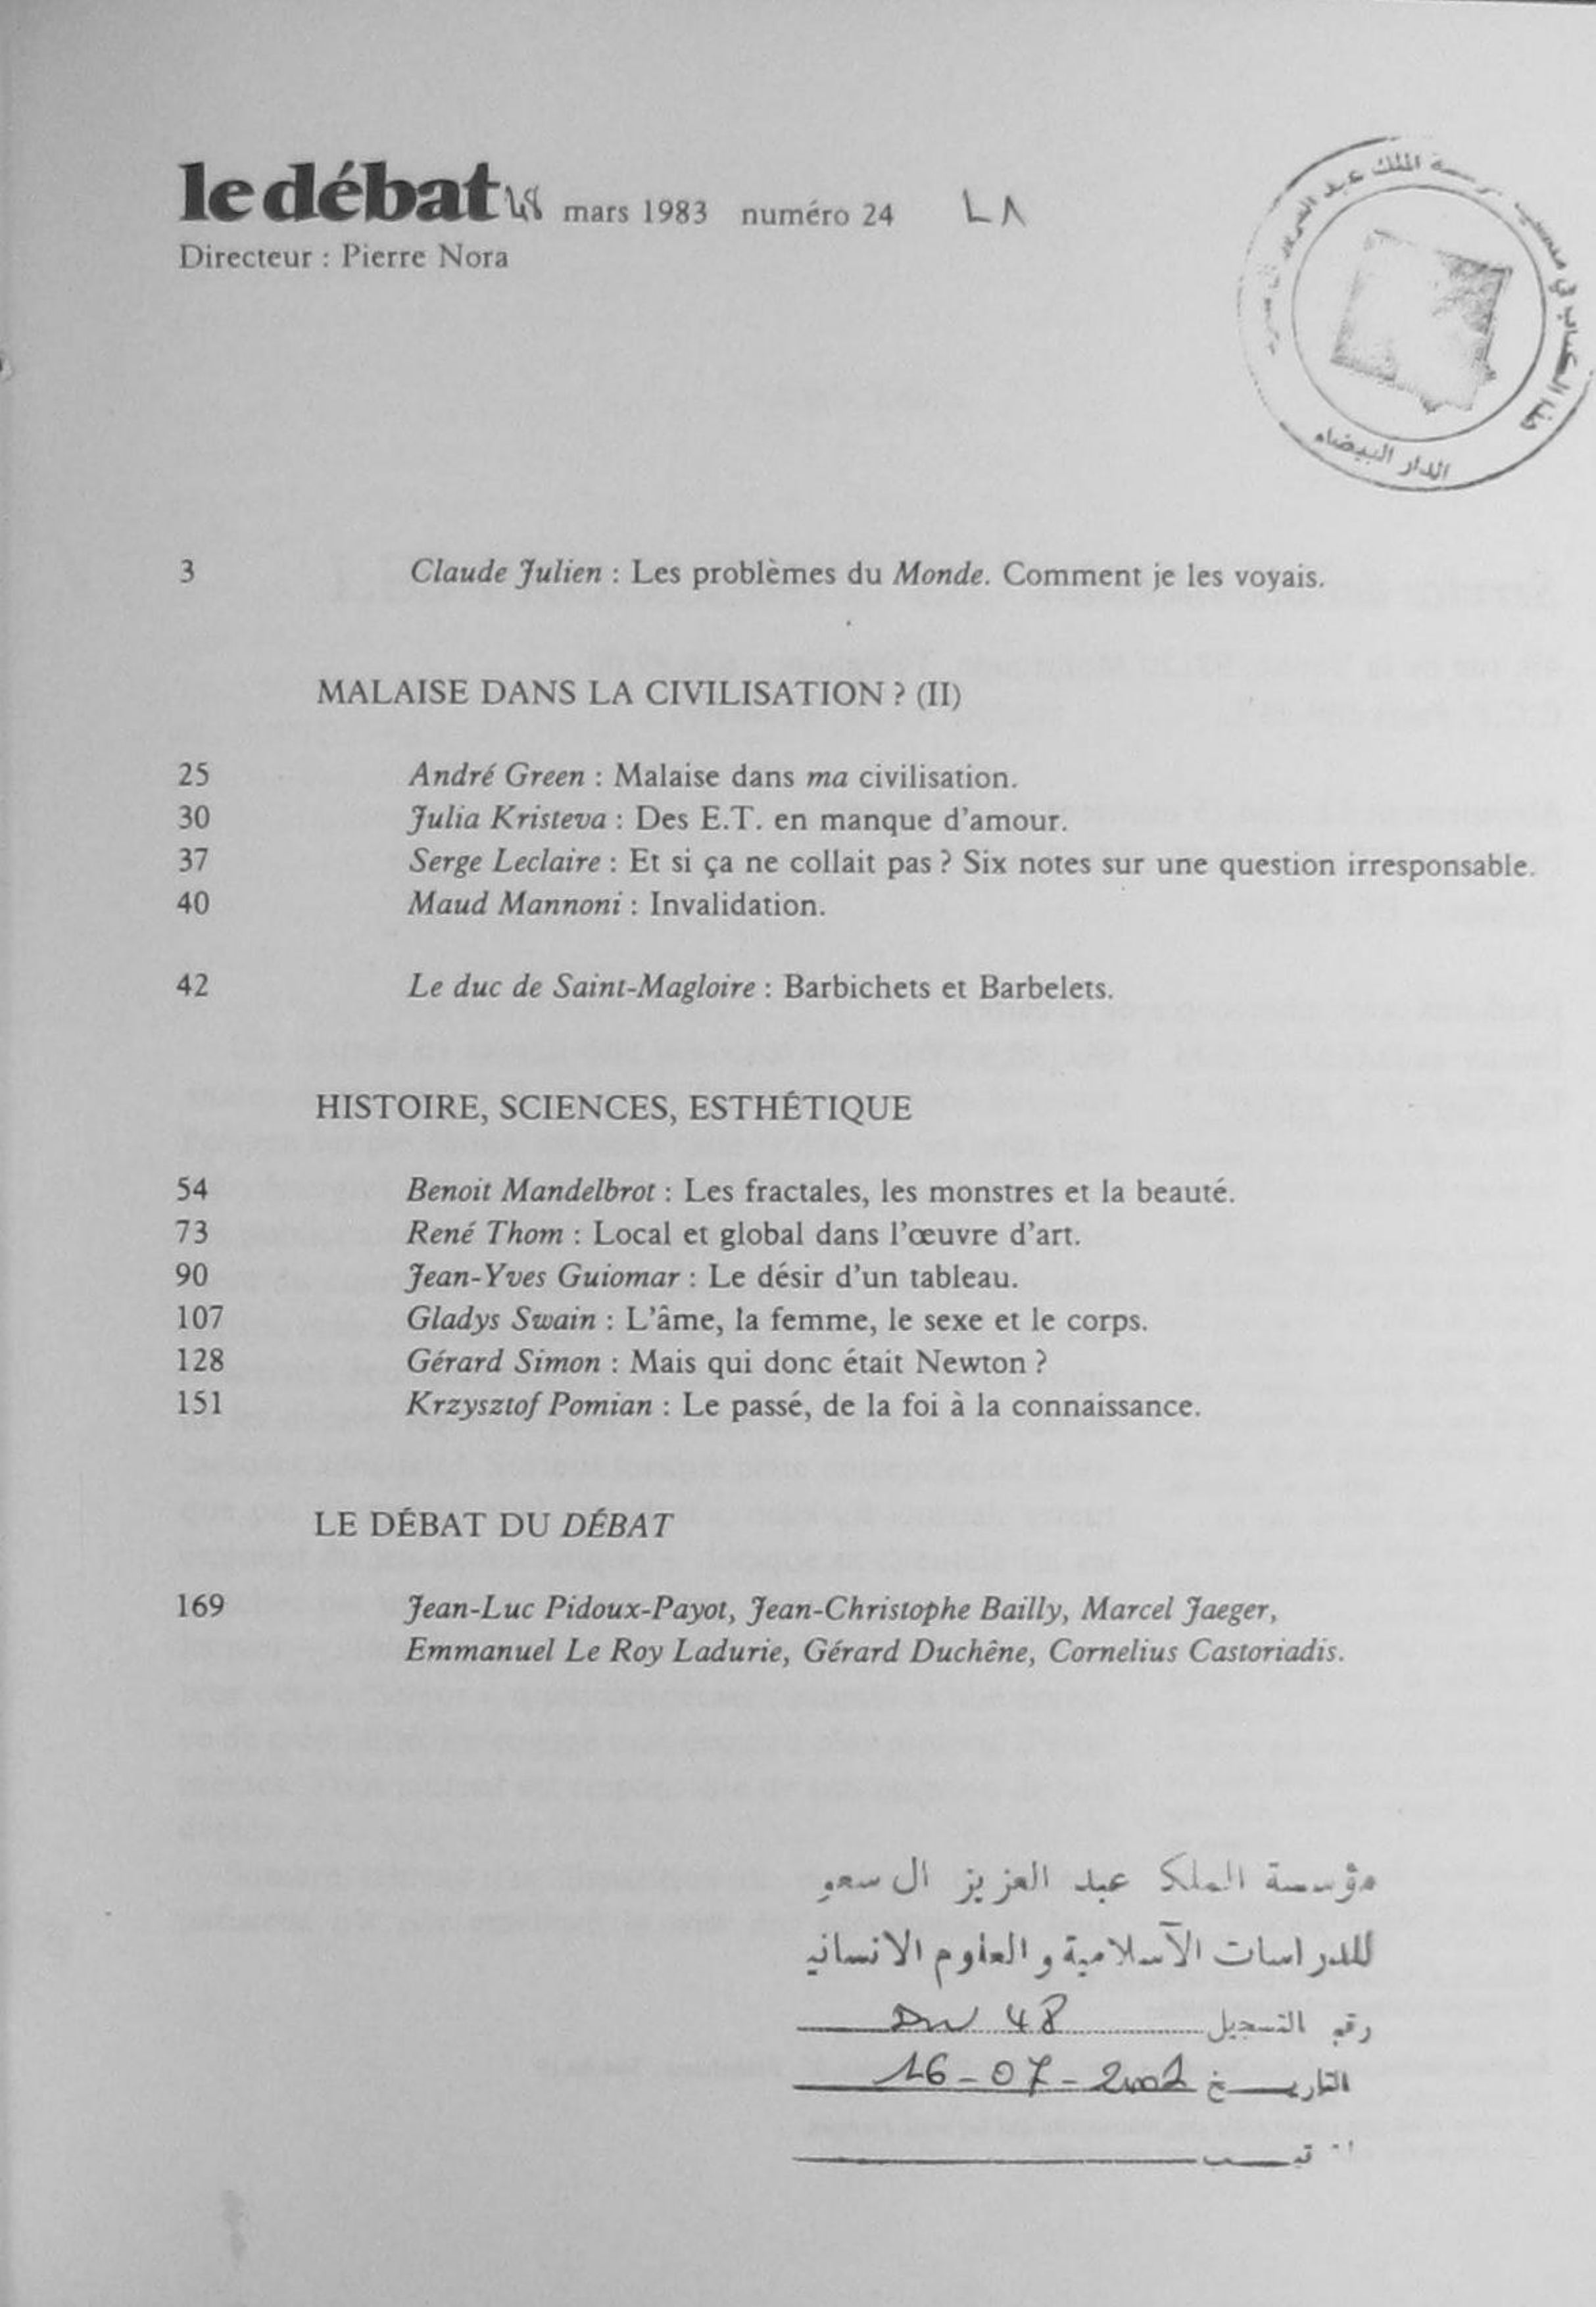 le débat 48 mars 1983 numéro 24
Directeur : Pierre Nora
الدار البيضاء
3 Claude Julien : Les problèmes du Monde. Comment je les voyais.
MALAISE DANS LA CIVILISATION ? (II)
25 André Green : Malaise dans ma civilisation.
30 Julia Kristeva : Des E.T. en manque d'amour.
37 Serge Leclaire : Et si ça ne collait pas ? Six notes sur une question irresponsable.
40 Maud Mannoni : Invalidation.
42 Le duc de Saint-Magloire : Barbichets et Barbelets.
HISTOIRE, SCIENCES, ESTHÉTIQUE
54 Benoit Mandelbrot : Les fractales, les monstres et la beauté.
73 René Thom : Local et global dans l'œuvre d'art.
90 Jean-Yves Guiomar : Le désir d'un tableau.
107 Gladys Swain : L'âme, la femme, le sexe et le corps.
128 Gérard Simon : Mais qui donc était Newton ?
151 Krzysztof Pomian : Le passé, de la foi à la connaissance.
LE DÉBAT DU DÉBAT
169 Jean-Luc Pidoux-Payot, Jean-Christophe Bailly, Marcel Jaeger,
Emmanuel Le Roy Ladurie, Gérard Duchêne, Cornelius Castoriadis.
مؤسسة الملك عبد العزيز ال سعو
للدراسات الاسلامية و العلوم الانساني
رقم التسجيل 48
التاريخ 16-07-2002